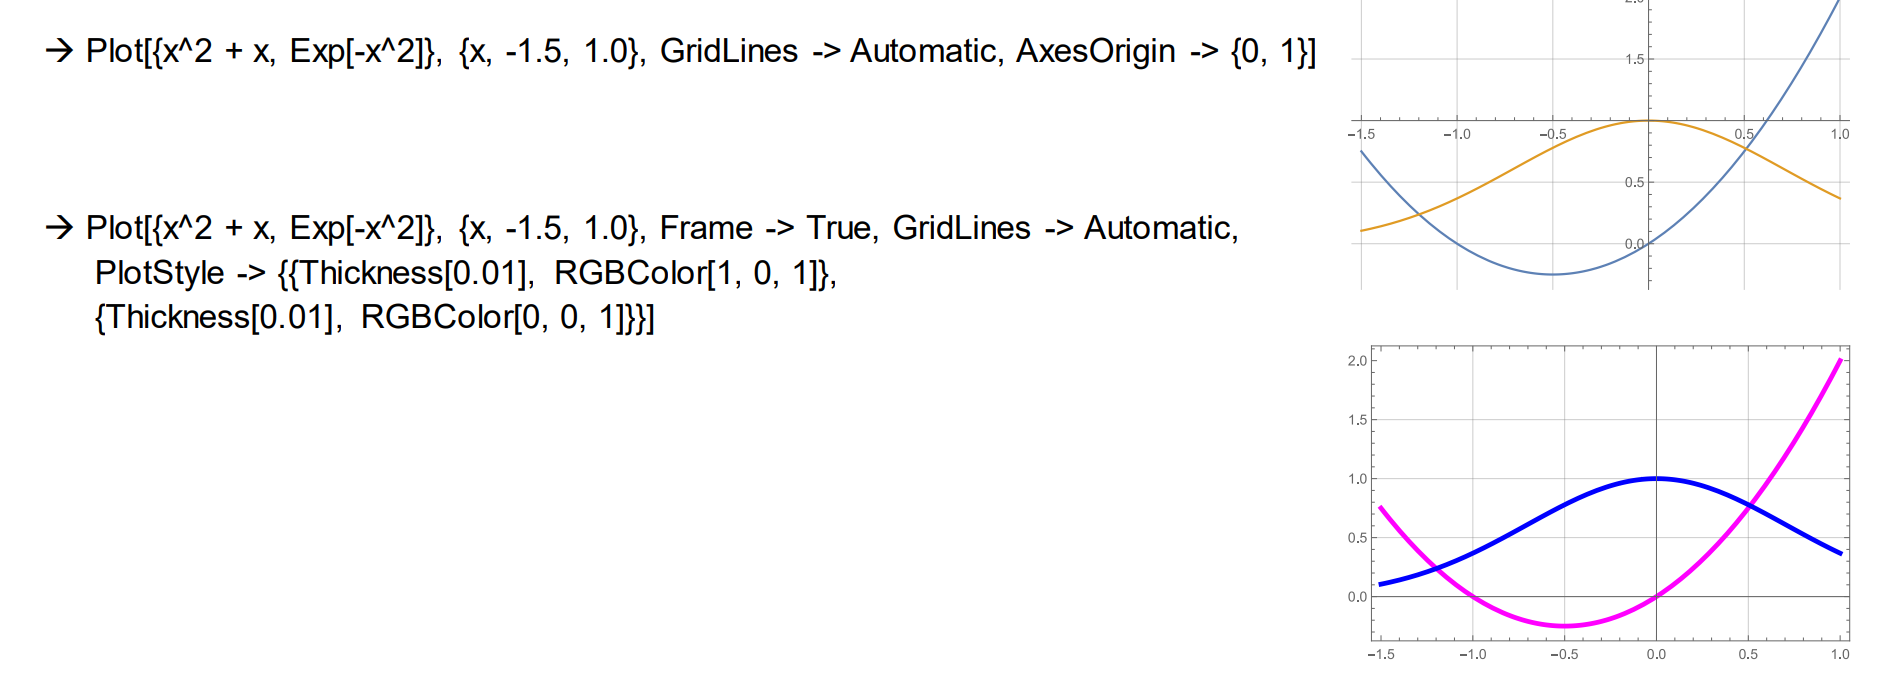 → Plot[{x^2 + x, Exp[-x^2]}, {x, -1.5, 1.0}, GridLines -> Automatic, AxesOrigin -> {0, 1}]
1.5
−1.5 −1.0 −0.5 0.5 1.0
0.5
0.0
→ Plot[{x^2 + x, Exp[-x^2]}, {x, -1.5, 1.0}, Frame -> True, GridLines -> Automatic,
PlotStyle -> {{Thickness[0.01], RGBColor[1, 0, 1]},
{Thickness[0.01], RGBColor[0, 0, 1]}}]
2.0
1.5
1.0
0.5
0.0
−1.5 −1.0 −0.5 0.0 0.5 1.0